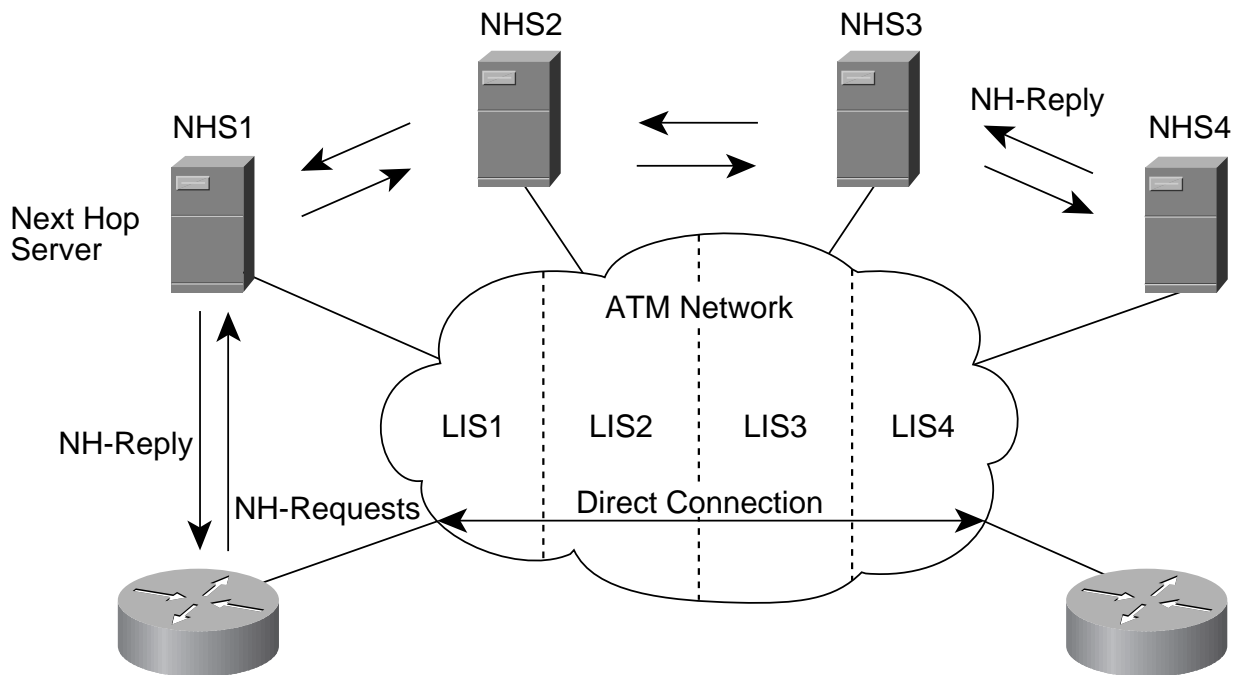 NHS2
NHS3
NH-Reply
NHS1
NHS4
Next Hop
Server
ATM Network
LIS1
LIS2
LIS3
LIS4
NH-Reply
NH-Requests
Direct Connection